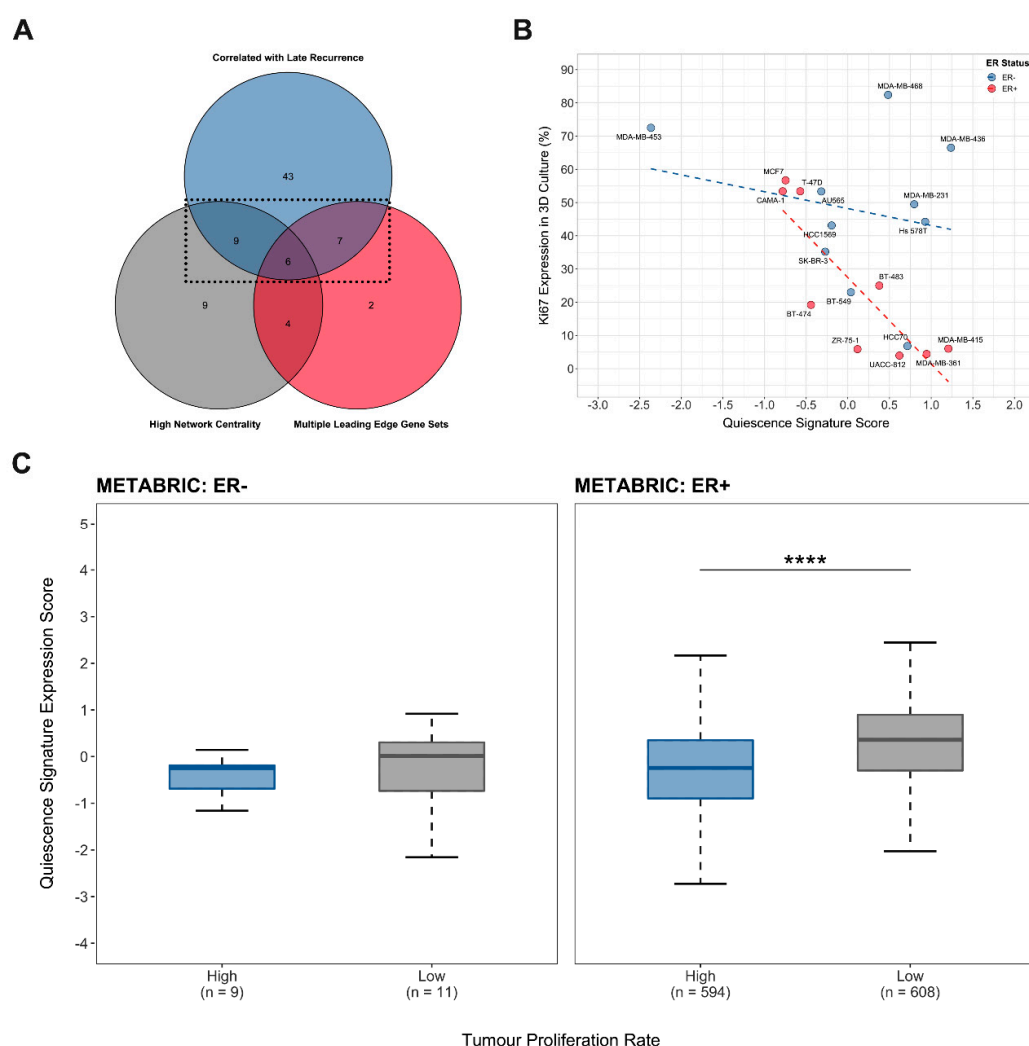 A
Correlated with Late Recurrence
43
9
7
6
9
4
2
High Network Centrality
Multiple Leading Edge Gene Sets
B
Ki67 Expression in 3D Culture (%)
90
80
70
60
50
40
30
20
10
0
ER Status
ER-
ER+
MDA-MB-468
MDA-MB-453
MDA-MB-436
MCF7
T-47D
CAMA-1
AU565
MDA-MB-231
HCC1569
Hs 578T
SK-BR-3
BT-483
BT-549
BT-474
ZR-75-1
HCC70
MDA-MB-415
UACC-812
MDA-MB-361
-3.0 -2.5 -2.0 -1.5 -1.0 -0.5 0.0 0.5 1.0 1.5 2.0
Quiescence Signature Score
C
METABRIC: ER-
METABRIC: ER+
Quiescence Signature Expression Score
5
4
3
2
1
0
-1
-2
-3
-4
****
High
(n = 9)
Low
(n = 11)
High
(n = 594)
Low
(n = 608)
Tumour Proliferation Rate